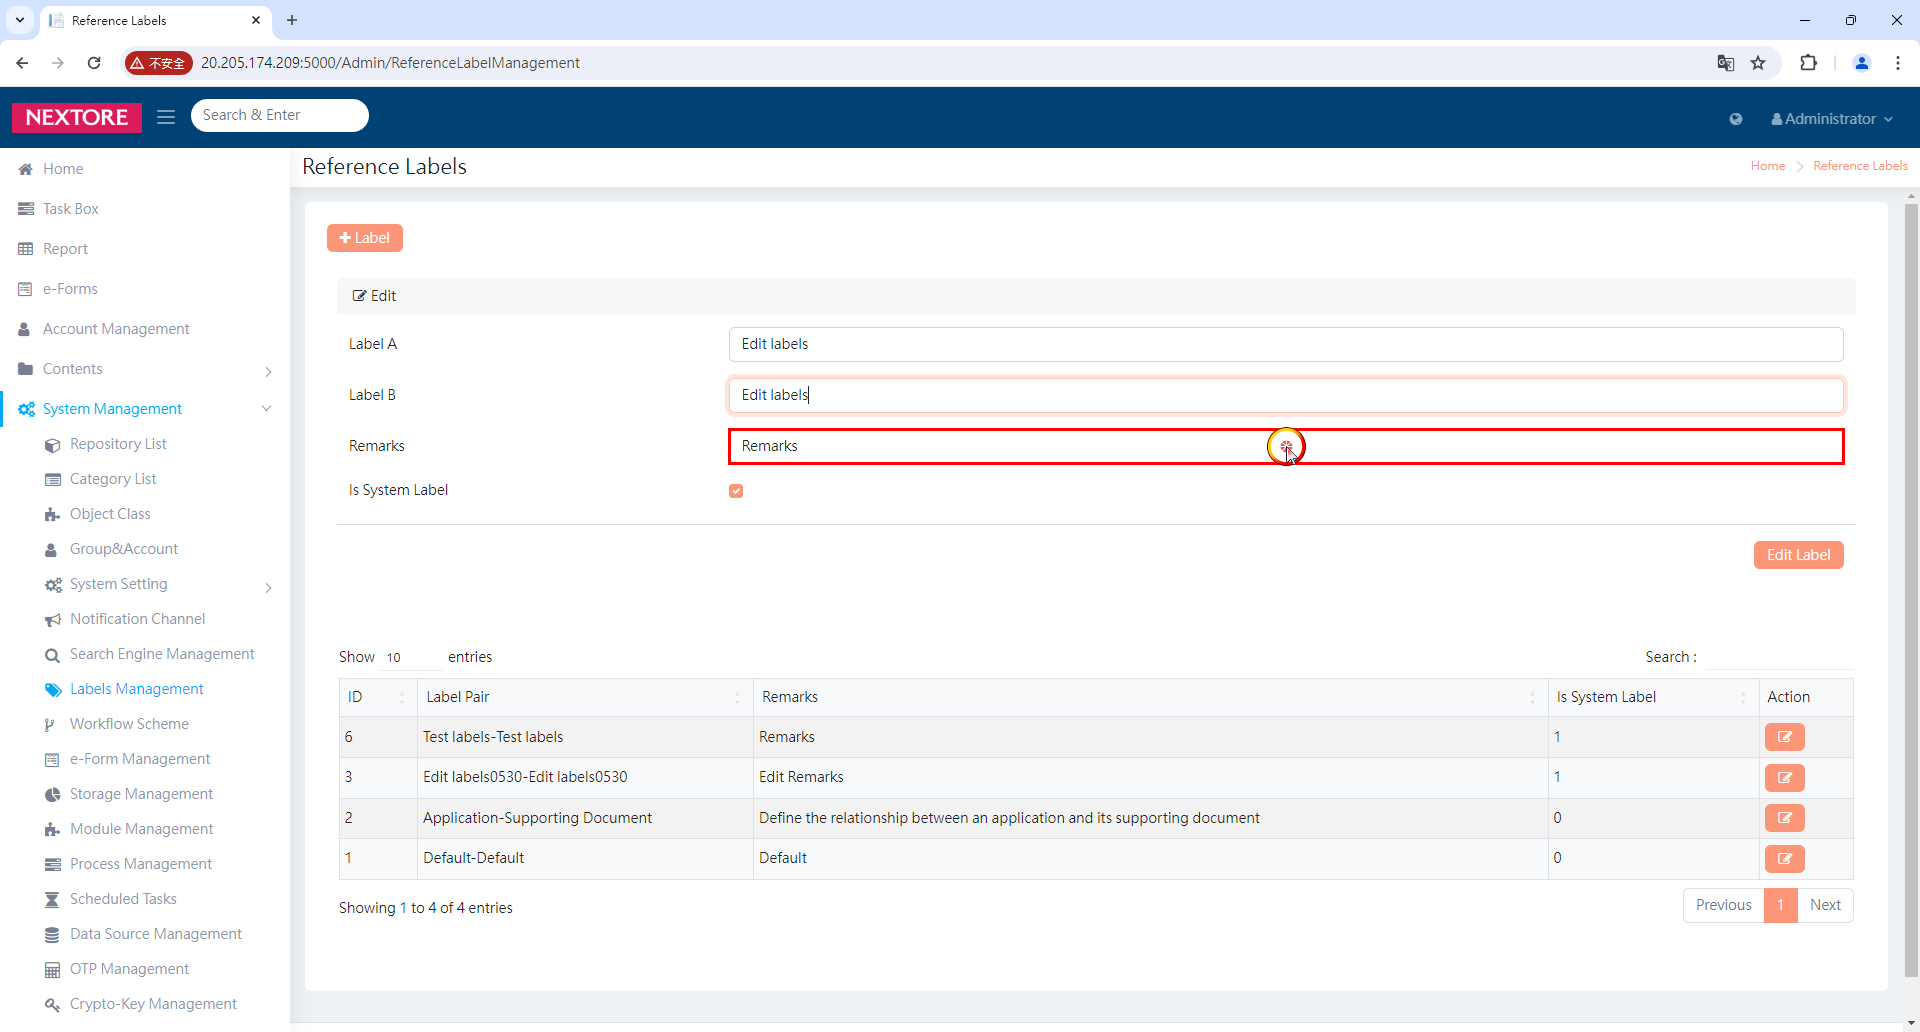 Reference Labels
不安全 20.205.174.209:5000/Admin/ReferenceLabelManagement
NEXTORE Search & Enter Administrator
Reference Labels Home Reference Labels
Home
Task Box
Report
e-Forms
Account Management
Contents
System Management
Repository List
Category List
Object Class
Group&Account
System Setting
Notification Channel
Search Engine Management
Labels Management
Workflow Scheme
e-Form Management
Storage Management
Module Management
Process Management
Scheduled Tasks
Data Source Management
OTP Management
Crypto-Key Management
Label
Edit
Label A Edit labels
Label B Edit labels
Remarks Remarks
Is System Label
Edit Label
Show 10 entries Search :
ID Label Pair Remarks Is System Label Action
6 Test labels-Test labels Remarks 1
3 Edit labels0530-Edit labels0530 Edit Remarks 1
2 Application-Supporting Document Define the relationship between an application and its supporting document 0
1 Default-Default Default 0
Showing 1 to 4 of 4 entries Previous 1 Next